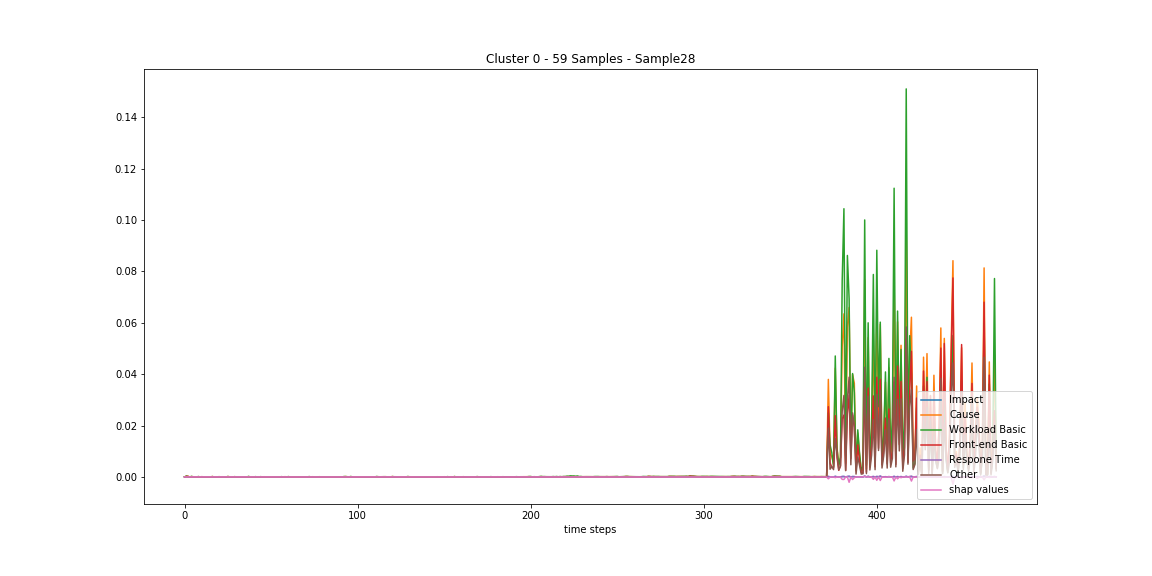 Cluster 0 - 59 Samples - Sample28
0.14
0.12
0.10
0.08
0.06
0.04
0.02
0.00
Impact
Cause
Workload Basic
Front-end Basic
Respone Time
Other
shap values
0
100
200
300
400
time steps